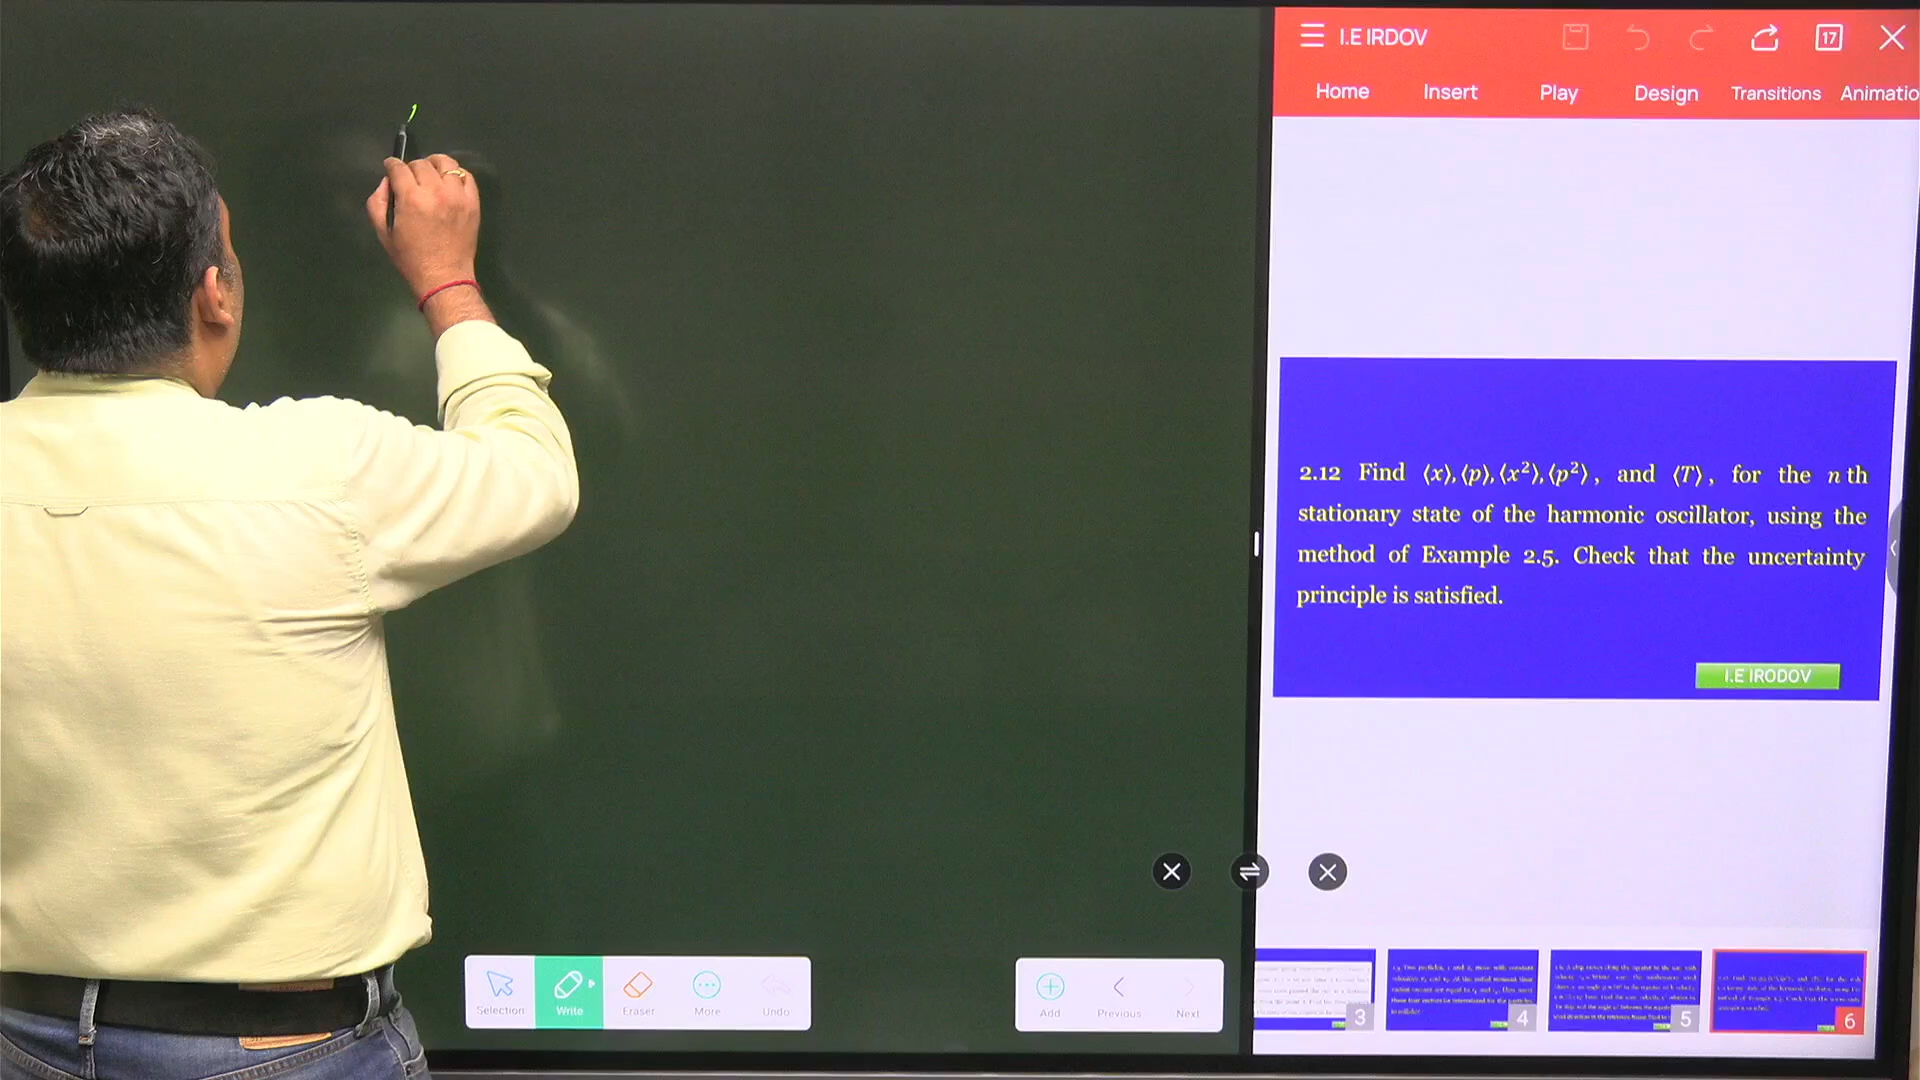 I.E IRDOV
17
Home Insert Play Design Transitions Animatio
2.12 Find ⟨x⟩, ⟨p⟩, ⟨x²⟩, ⟨p²⟩, and ⟨T⟩, for the n th
stationary state of the harmonic oscillator, using the
method of Example 2.5. Check that the uncertainty
principle is satisfied.
I.E IRODOV
Selection Write Eraser More Undo
Add Previous Next
3 4 5 6